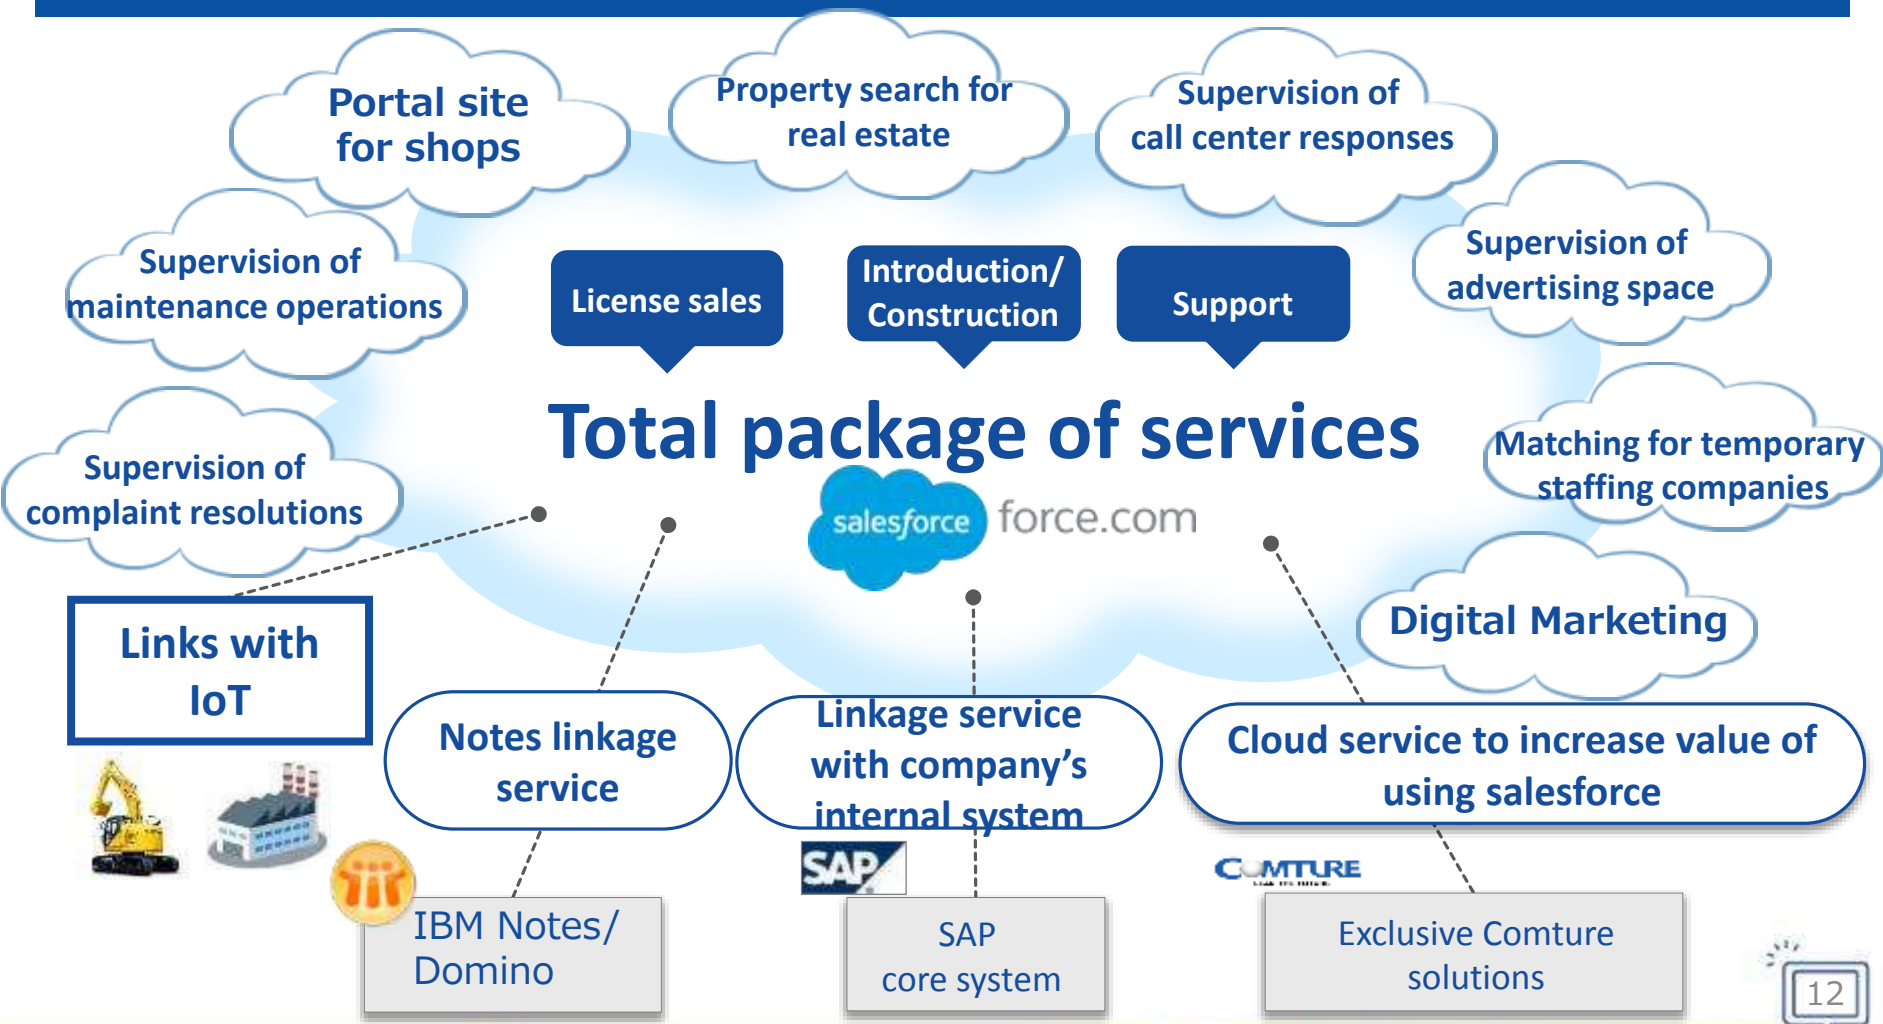 Portal site
for shops
Property search for
real estate
Supervision of
call center responses
Supervision of
maintenance operations
Supervision of
advertising space
License sales
Introduction/
Construction
Support
Total package of services
Supervision of
complaint resolutions
Matching for temporary
staffing companies
salesforce
force.com
Digital Marketing
Links with
IoT
Notes linkage
service
Linkage service
with company's
internal system
Cloud service to increase value of
using salesforce
SAP
COMTURE
IBM Notes/
Domino
SAP
core system
Exclusive Comture
solutions
12